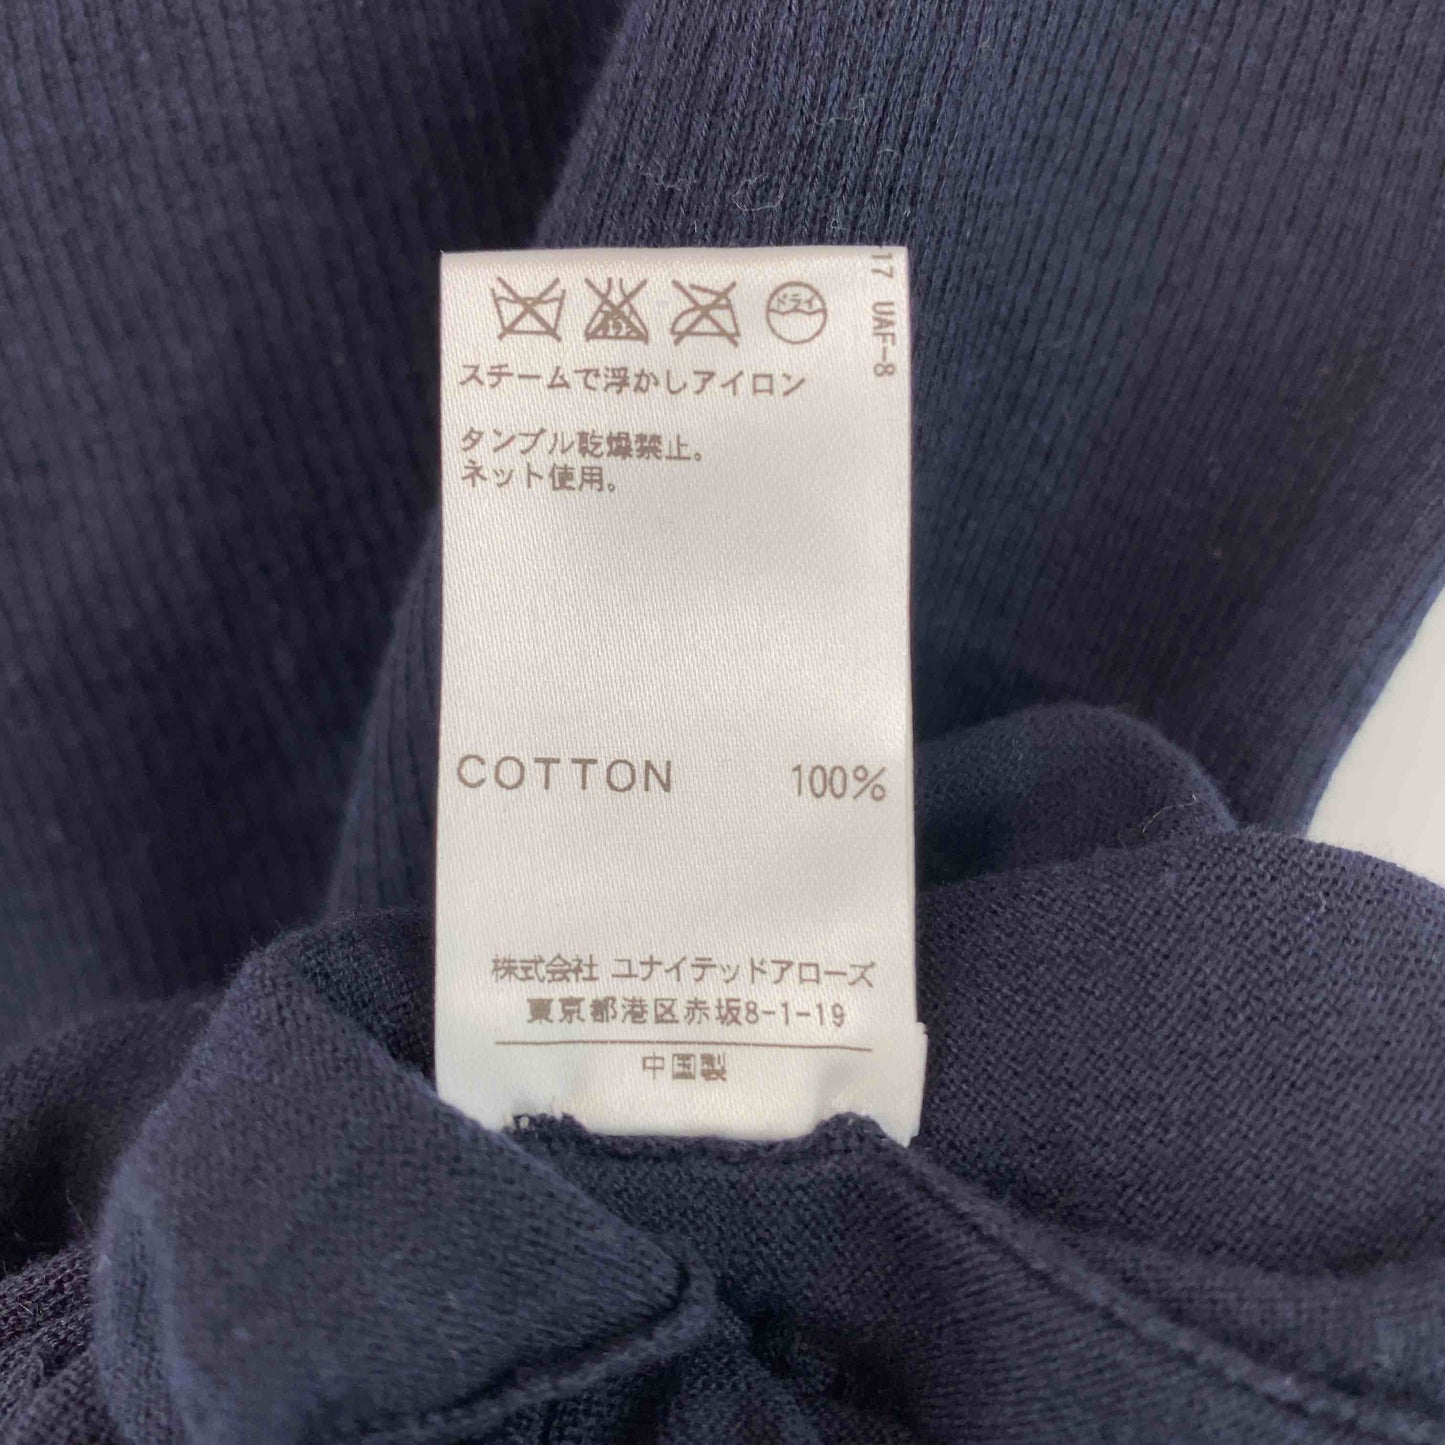 ドライ
スチームで浮かしアイロン
タンブル乾燥禁止。
ネット使用。
COTTON 100%
株式会社 ユナイテッドアローズ
東京都港区赤坂8-1-19
中国製
17 UAF-8